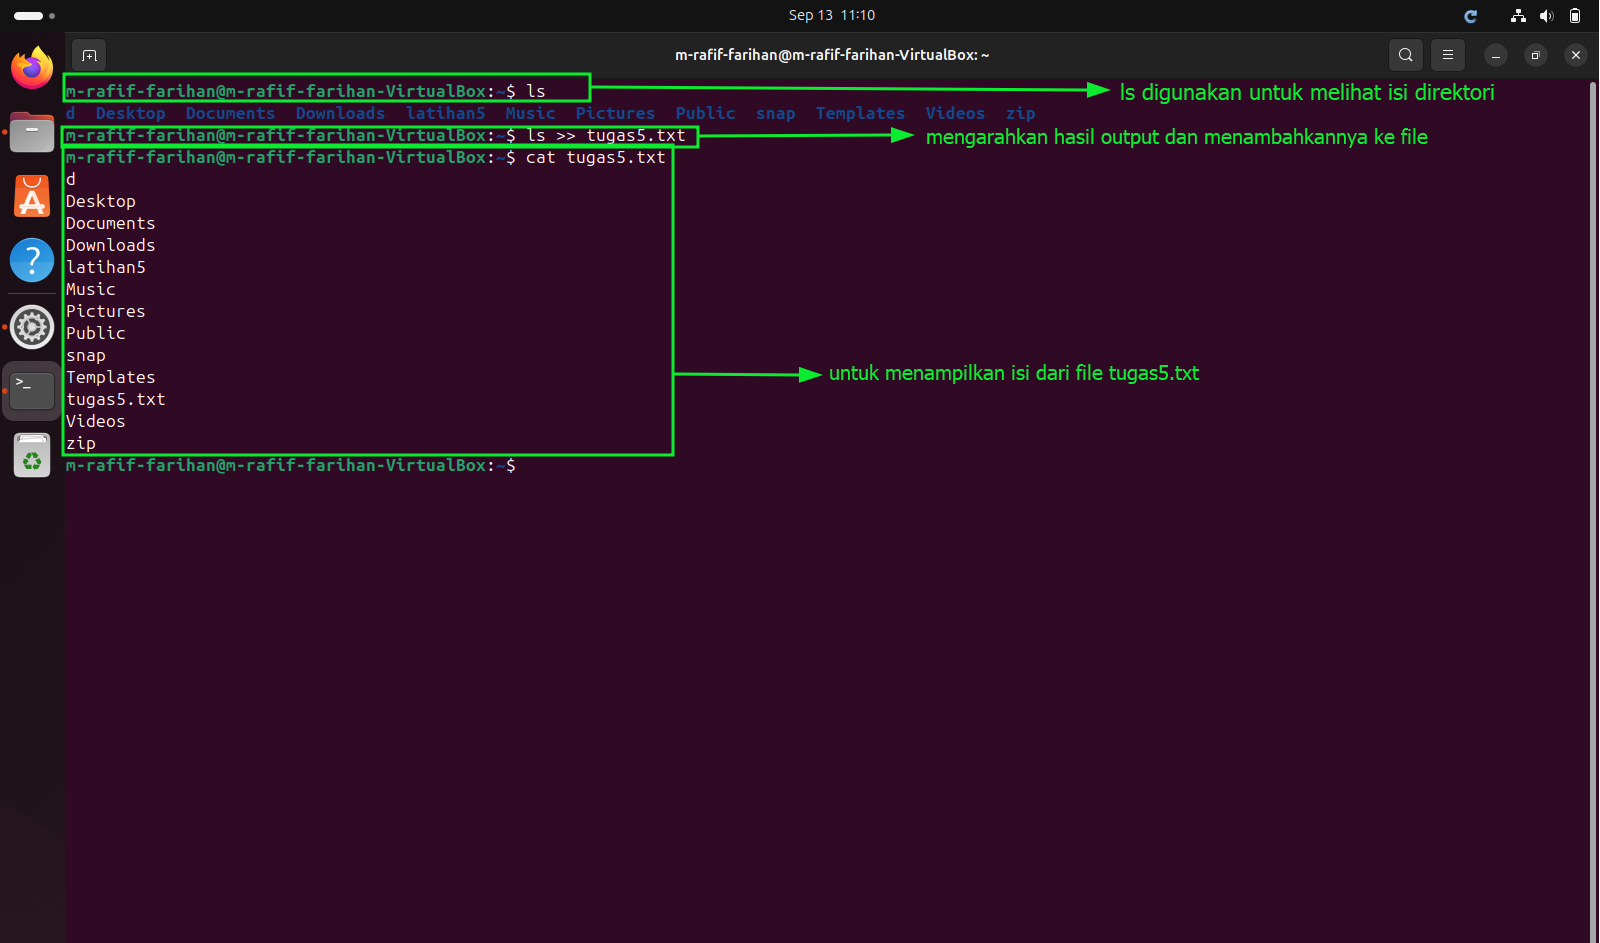 Sep 13 11:10
m-rafif-farihan@m-rafif-farihan-VirtualBox: ~
m-rafif-farihan@m-rafif-farihan-VirtualBox:~$ ls
ls digunakan untuk melihat isi direktori
d Desktop Documents Downloads latihan5 Music Pictures Public snap Templates Videos zip
m-rafif-farihan@m-rafif-farihan-VirtualBox:~$ ls >> tugas5.txt
mengarahkan hasil output dan menambahkannya ke file
m-rafif-farihan@m-rafif-farihan-VirtualBox:~$ cat tugas5.txt
d
Desktop
Documents
Downloads
latihan5
Music
Pictures
Public
snap
Templates
untuk menampilkan isi dari file tugas5.txt
tugas5.txt
Videos
zip
m-rafif-farihan@m-rafif-farihan-VirtualBox:~$